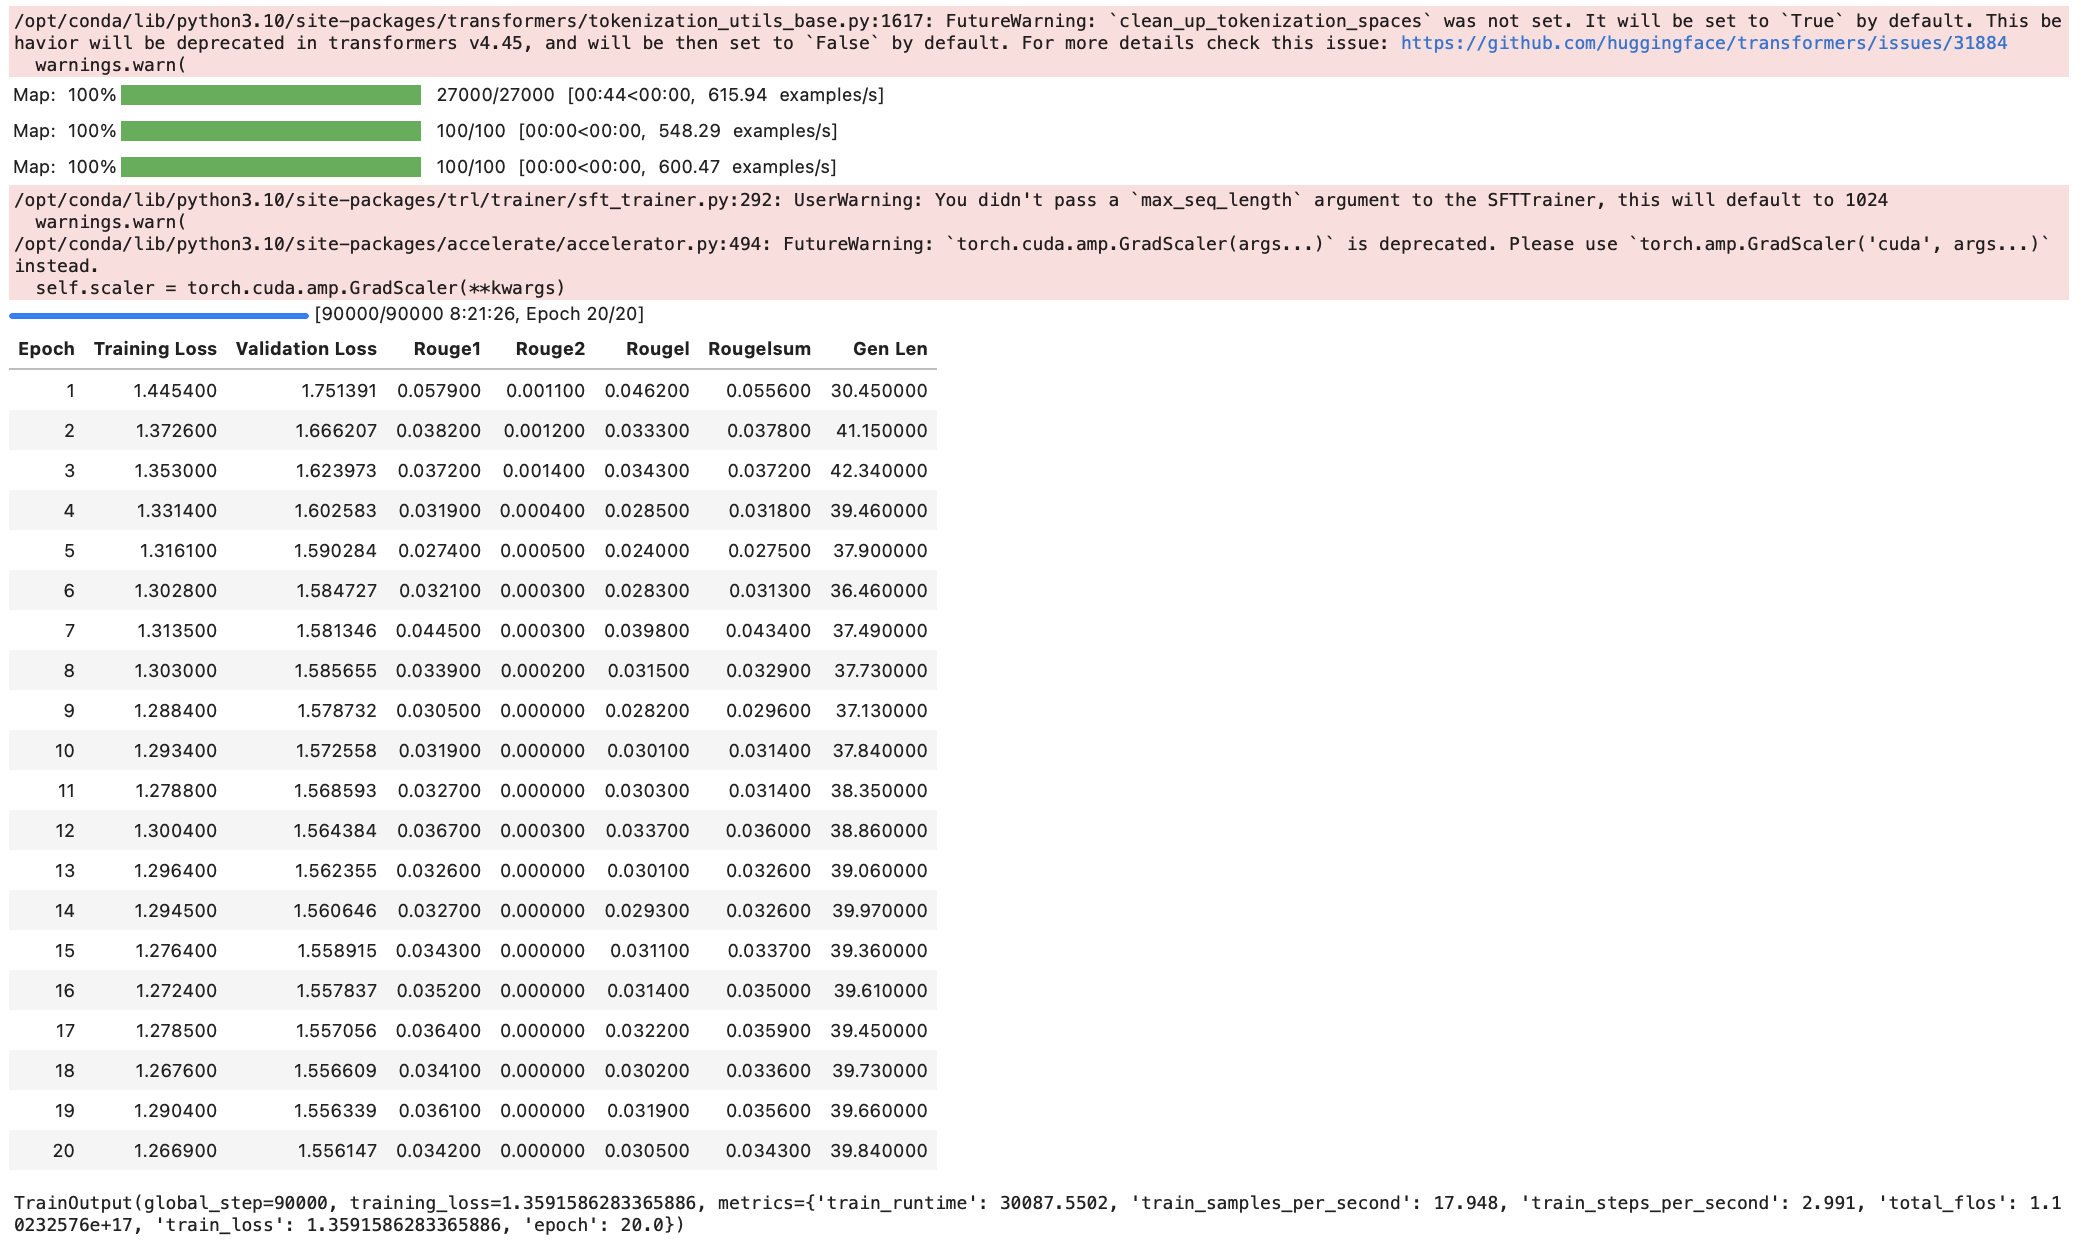 /opt/conda/lib/python3.10/site-packages/transformers/tokenization_utils_base.py:1617: FutureWarning: `clean_up_tokenization_spaces` was not set. It will be set to `True` by default. This be
havior will be deprecated in transformers v4.45, and will be then set to `False` by default. For more details check this issue: https://github.com/huggingface/transformers/issues/31884
  warnings.warn(
Map: 100% 27000/27000 [00:44<00:00, 615.94 examples/s]
Map: 100% 100/100 [00:00<00:00, 548.29 examples/s]
Map: 100% 100/100 [00:00<00:00, 600.47 examples/s]
/opt/conda/lib/python3.10/site-packages/trl/trainer/sft_trainer.py:292: UserWarning: You didn't pass a `max_seq_length` argument to the SFTTrainer, this will default to 1024
  warnings.warn(
/opt/conda/lib/python3.10/site-packages/accelerate/accelerator.py:494: FutureWarning: `torch.cuda.amp.GradScaler(args...)` is deprecated. Please use `torch.amp.GradScaler('cuda', args...)`
instead.
  self.scaler = torch.cuda.amp.GradScaler(**kwargs)
[90000/90000 8:21:26, Epoch 20/20]
Epoch Training Loss Validation Loss Rouge1 Rouge2 Rougel Rougelsum Gen Len
1 1.445400 1.751391 0.057900 0.001100 0.046200 0.055600 30.450000
2 1.372600 1.666207 0.038200 0.001200 0.033300 0.037800 41.150000
3 1.353000 1.623973 0.037200 0.001400 0.034300 0.037200 42.340000
4 1.331400 1.602583 0.031900 0.000400 0.028500 0.031800 39.460000
5 1.316100 1.590284 0.027400 0.000500 0.024000 0.027500 37.900000
6 1.302800 1.584727 0.032100 0.000300 0.028300 0.031300 36.460000
7 1.313500 1.581346 0.044500 0.000300 0.039800 0.043400 37.490000
8 1.303000 1.585655 0.033900 0.000200 0.031500 0.032900 37.730000
9 1.288400 1.578732 0.030500 0.000000 0.028200 0.029600 37.130000
10 1.293400 1.572558 0.031900 0.000000 0.030100 0.031400 37.840000
11 1.278800 1.568593 0.032700 0.000000 0.030300 0.031400 38.350000
12 1.300400 1.564384 0.036700 0.000300 0.033700 0.036000 38.860000
13 1.296400 1.562355 0.032600 0.000000 0.030100 0.032600 39.060000
14 1.294500 1.560646 0.032700 0.000000 0.029300 0.032600 39.970000
15 1.276400 1.558915 0.034300 0.000000 0.031100 0.033700 39.360000
16 1.272400 1.557837 0.035200 0.000000 0.031400 0.035000 39.610000
17 1.278500 1.557056 0.036400 0.000000 0.032200 0.035900 39.450000
18 1.267600 1.556609 0.034100 0.000000 0.030200 0.033600 39.730000
19 1.290400 1.556339 0.036100 0.000000 0.031900 0.035600 39.660000
20 1.266900 1.556147 0.034200 0.000000 0.030500 0.034300 39.840000
TrainOutput(global_step=90000, training_loss=1.3591586283365886, metrics={'train_runtime': 30087.5502, 'train_samples_per_second': 17.948, 'train_steps_per_second': 2.991, 'total_flos': 1.1
0232576e+17, 'train_loss': 1.3591586283365886, 'epoch': 20.0})